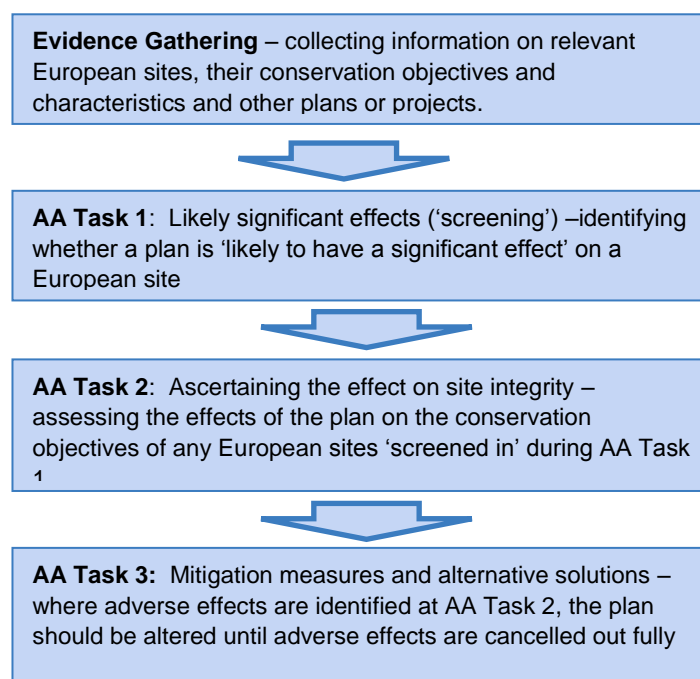 Evidence Gathering – collecting information on relevant
European sites, their conservation objectives and
characteristics and other plans or projects.
AA Task 1:  Likely significant effects (‘screening’) –identifying
whether a plan is ‘likely to have a significant effect’ on a
European site
AA Task 2:  Ascertaining the effect on site integrity –
assessing the effects of the plan on the conservation
objectives of any European sites ‘screened in’ during AA Task
1
AA Task 3:  Mitigation measures and alternative solutions –
where adverse effects are identified at AA Task 2, the plan
should be altered until adverse effects are cancelled out fully